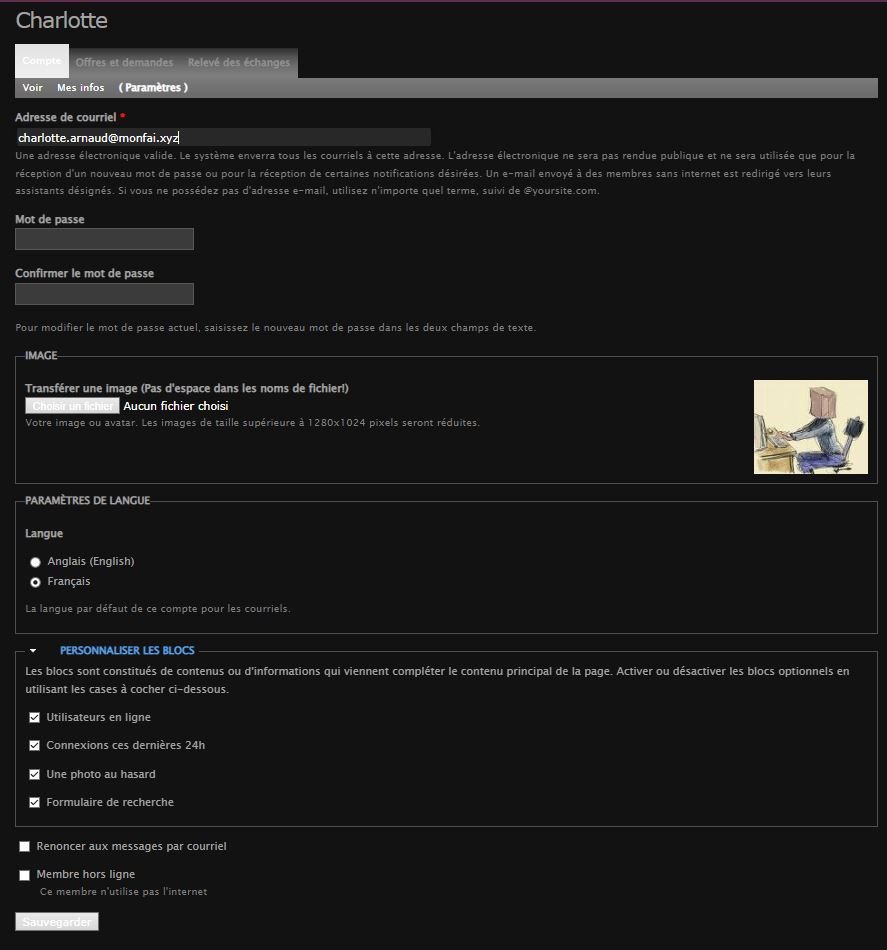 Charlotte
Compte Offres et demandes Relevé des échanges
Voir Mes infos ( Paramètres )
Adresse de courriel *
charlotte.arnaud@monfai.xyz
Une adresse électronique valide. Le système enverra tous les courriels à cette adresse. L'adresse électronique ne sera pas rendue publique et ne sera utilisée que pour la
réception d'un nouveau mot de passe ou pour la réception de certaines notifications désirées. Un e-mail envoyé à des membres sans internet est redirigé vers leurs
assistants désignés. Si vous ne possédez pas d'adresse e-mail, utilisez n'importe quel terme, suivi de @yoursite.com.
Mot de passe
Confirmer le mot de passe
Pour modifier le mot de passe actuel, saisissez le nouveau mot de passe dans les deux champs de texte.
IMAGE
Transférer une image (Pas d'espace dans les noms de fichier!)
Choisir un fichier Aucun fichier choisi
Votre image ou avatar. Les images de taille supérieure à 1280x1024 pixels seront réduites.
PARAMÈTRES DE LANGUE
Langue
Anglais (English)
Français
La langue par défaut de ce compte pour les courriels.
PERSONNALISER LES BLOCS
Les blocs sont constitués de contenus ou d'informations qui viennent compléter le contenu principal de la page. Activer ou désactiver les blocs optionnels en
utilisant les cases à cocher ci-dessous.
Utilisateurs en ligne
Connexions ces dernières 24h
Une photo au hasard
Formulaire de recherche
Renoncer aux messages par courriel
Membre hors ligne
Ce membre n'utilise pas l'internet
Sauvegarder